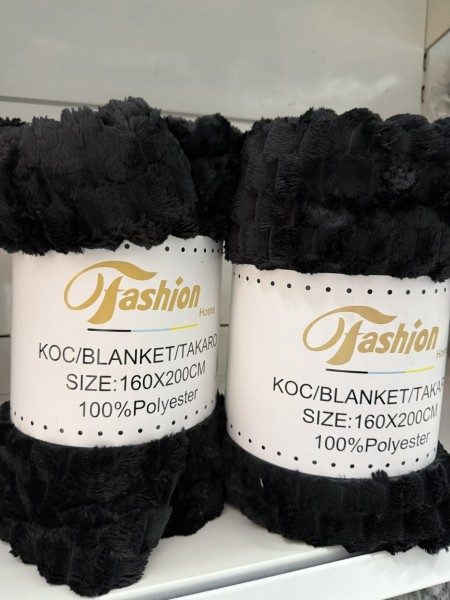 Fashion
Home
KOC/BLANKET/TAKARO
SIZE:160X200CM
100%Polyester
Fashion
Home
KOC/BLANKET/TAKAR
SIZE:160X200CM
100%Polyester